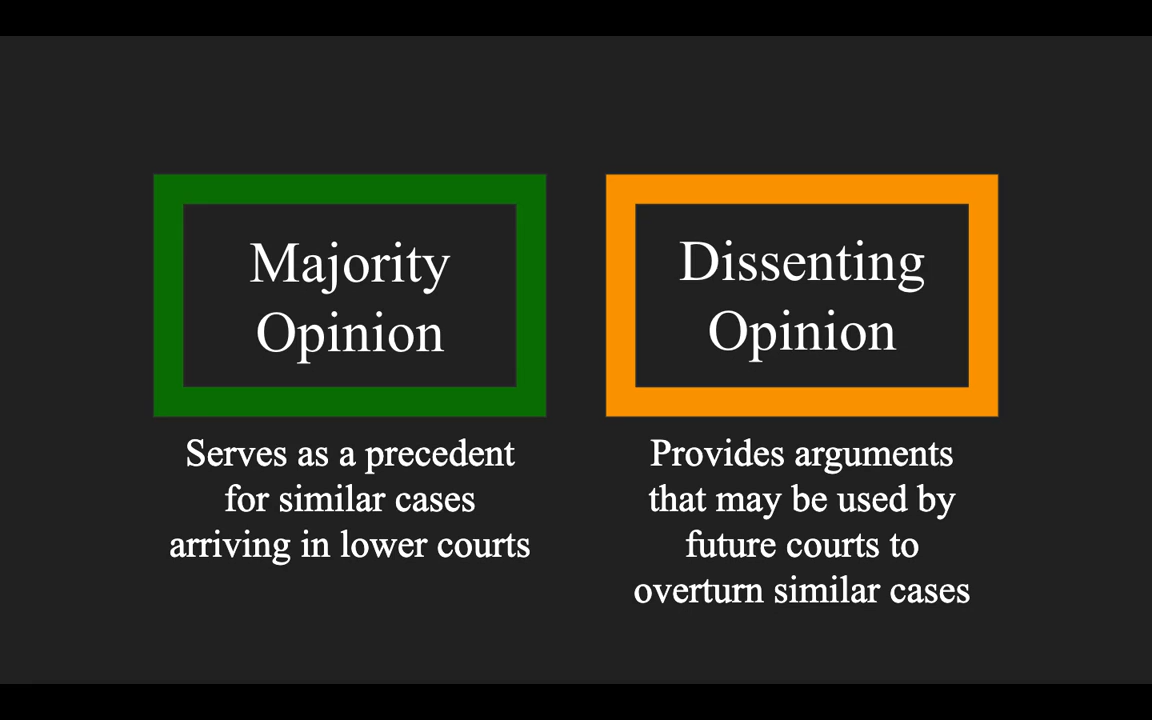 Majority
Opinion
Serves as a precedent
for similar cases
arriving in lower courts
Dissenting
Opinion
Provides arguments
that may be used by
future courts to
overturn similar cases